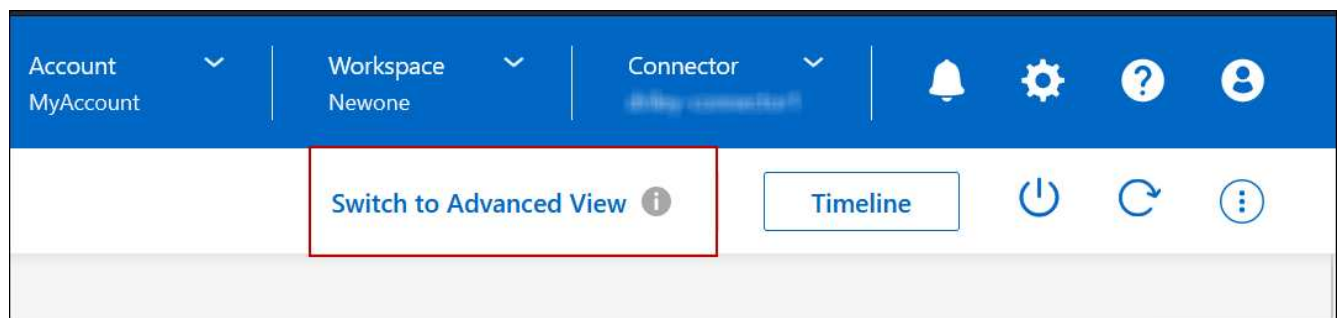 Account
MyAccount
Workspace
Newone
Connector
Switch to Advanced View
Timeline